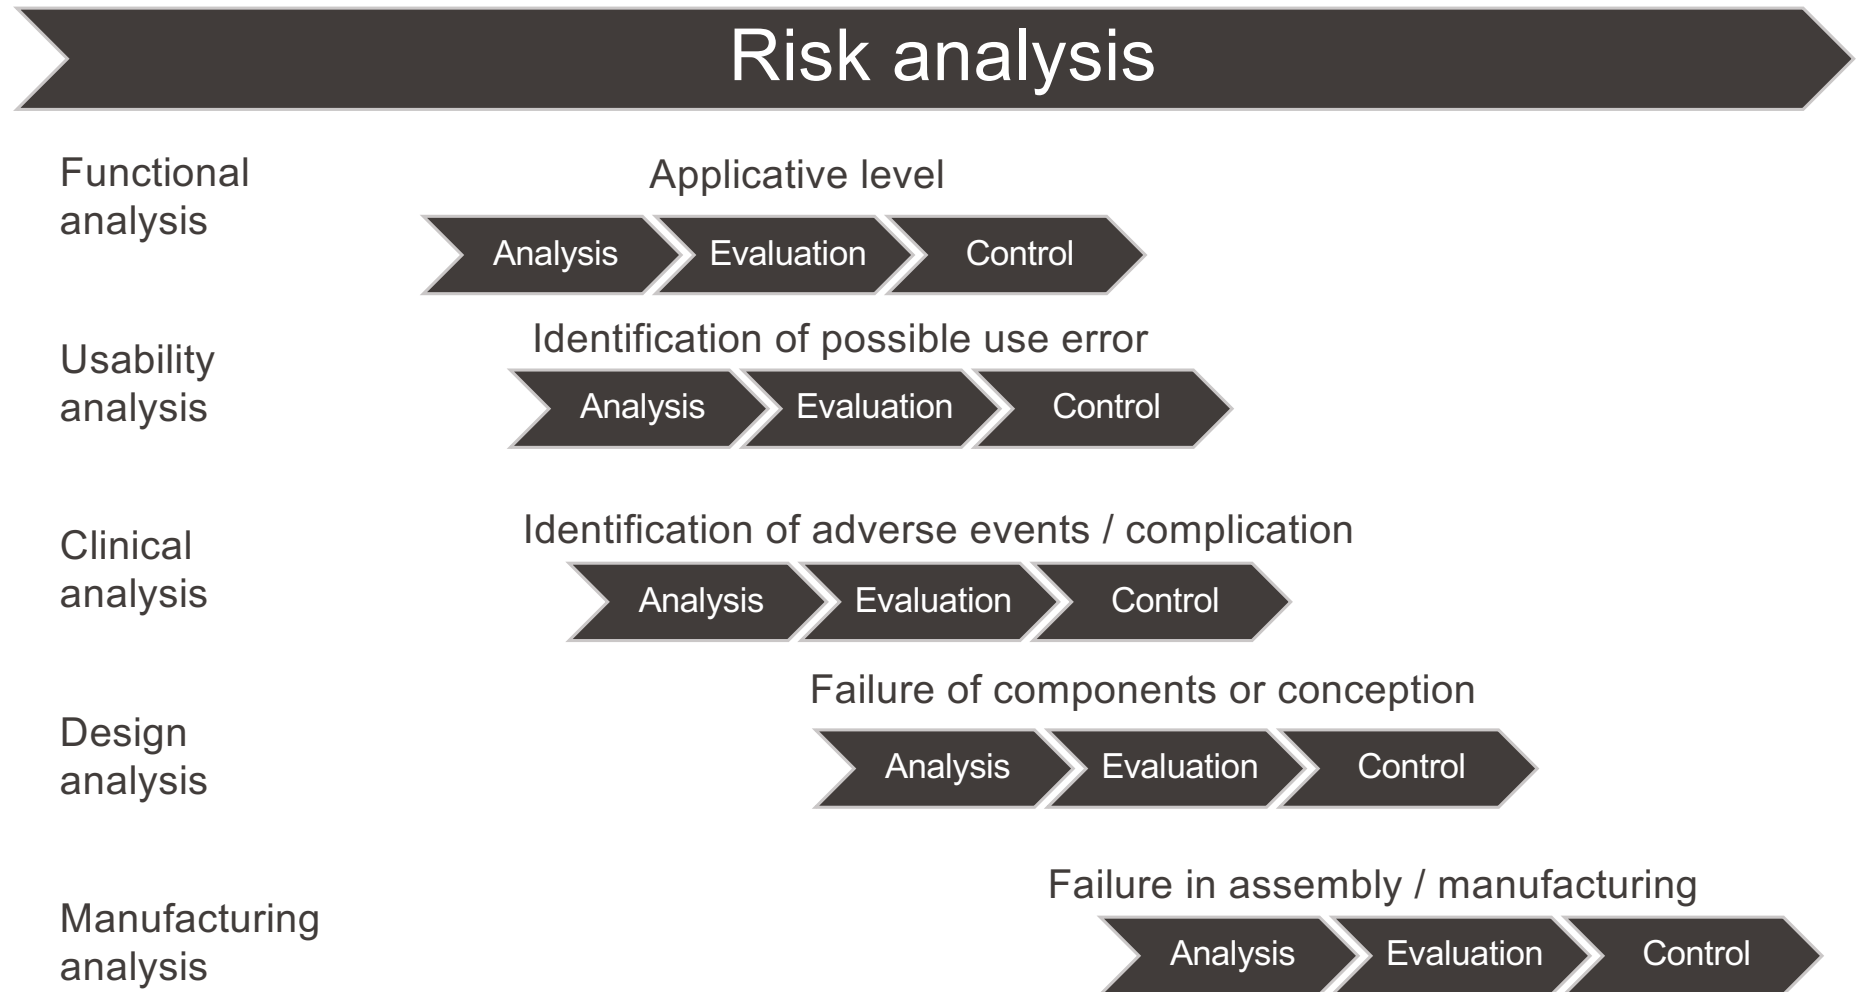 Risk analysis
Functional
analysis
Applicative level
Analysis Evaluation Control
Usability
analysis
Identification of possible use error
Analysis Evaluation Control
Clinical
analysis
Identification of adverse events / complication
Analysis Evaluation Control
Design
analysis
Failure of components or conception
Analysis Evaluation Control
Manufacturing
analysis
Failure in assembly / manufacturing
Analysis Evaluation Control